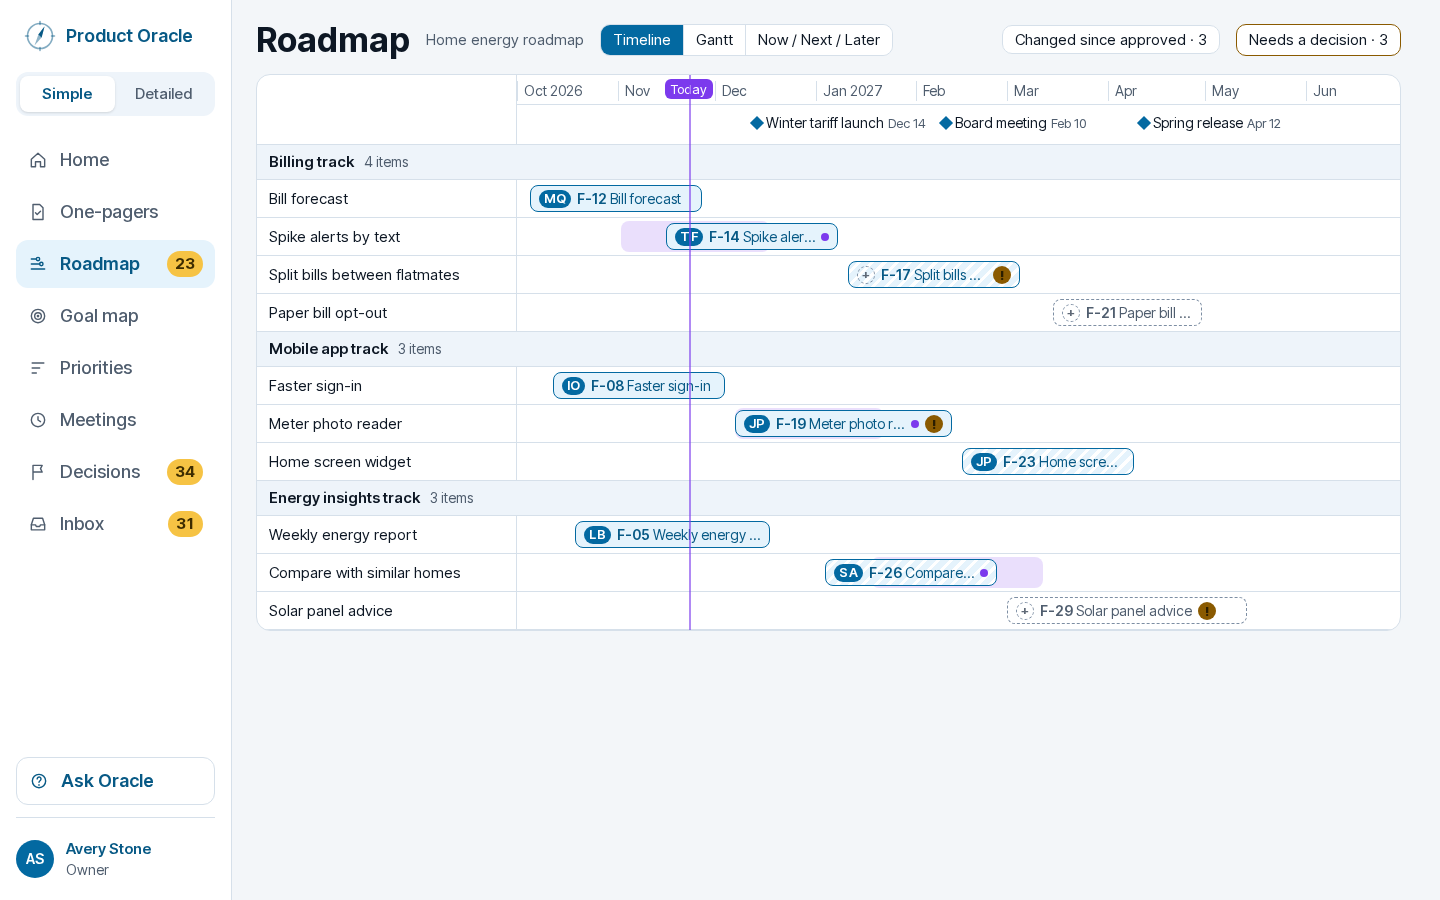 Product Oracle
Simple Detailed
Home
One-pagers
Roadmap 23
Goal map
Priorities
Meetings
Decisions 34
Inbox 31
Ask Oracle
AS Avery Stone
Owner
Roadmap Home energy roadmap Timeline Gantt Now / Next / Later Changed since approved · 3 Needs a decision · 3
Oct 2026 Nov Today Dec Jan 2027 Feb Mar Apr May Jun
Winter tariff launch Dec 14 Board meeting Feb 10 Spring release Apr 12
Billing track 4 items
Bill forecast MQ F-12 Bill forecast
Spike alerts by text TF F-14 Spike aler…
Split bills between flatmates + F-17 Split bills … !
Paper bill opt-out + F-21 Paper bill …
Mobile app track 3 items
Faster sign-in IO F-08 Faster sign-in
Meter photo reader JP F-19 Meter photo r… !
Home screen widget JP F-23 Home scre…
Energy insights track 3 items
Weekly energy report LB F-05 Weekly energy …
Compare with similar homes SA F-26 Compare…
Solar panel advice + F-29 Solar panel advice !